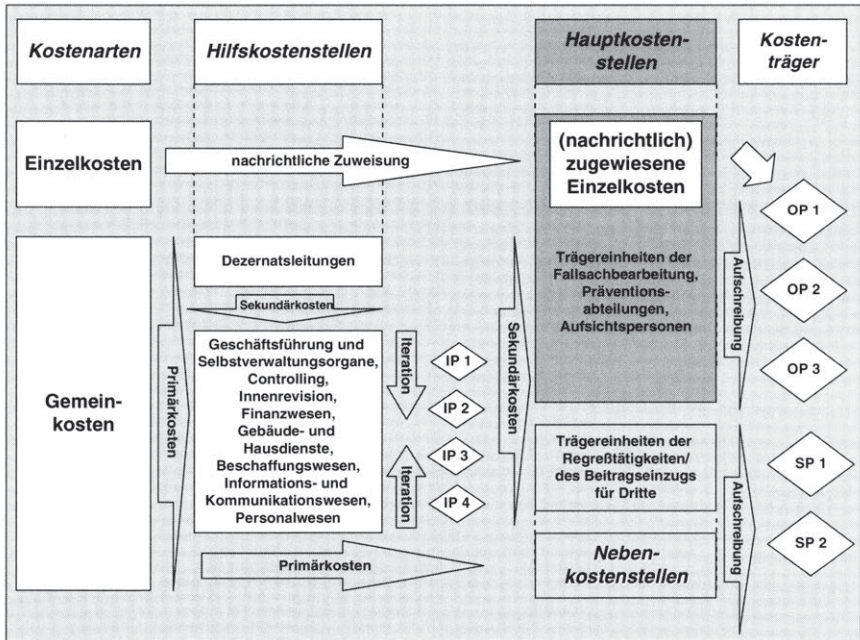 Kostenarten
Hilfskostenstellen
Hauptkosten-
stellen
Kosten-
träger
Einzelkosten
nachrichtliche Zuweisung
(nachrichtlich)
zugewiesene
Einzelkosten
Gemein-
kosten
Primärkosten
Dezernatsleitungen
Sekundärkosten
Geschäftsführung und
Selbstverwaltungsorgane,
Controlling,
Innenrevision,
Finanzwesen,
Gebäude- und
Hausdienste,
Beschaffungswesen,
Informations- und
Kommunikationswesen,
Personalwesen
Iteration
Iteration
IP 1
IP 2
IP 3
IP 4
Sekundärkosten
Trägereinheiten der
Fallsachbearbeitung,
Präventions-
abteilungen,
Aufsichtspersonen
Aufschreibung
OP 1
OP 2
OP 3
Trägereinheiten der
Regreßtätigkeiten/
des Beitragseinzugs
für Dritte
Aufschreibung
SP 1
SP 2
Primärkosten
Neben-
kostenstellen